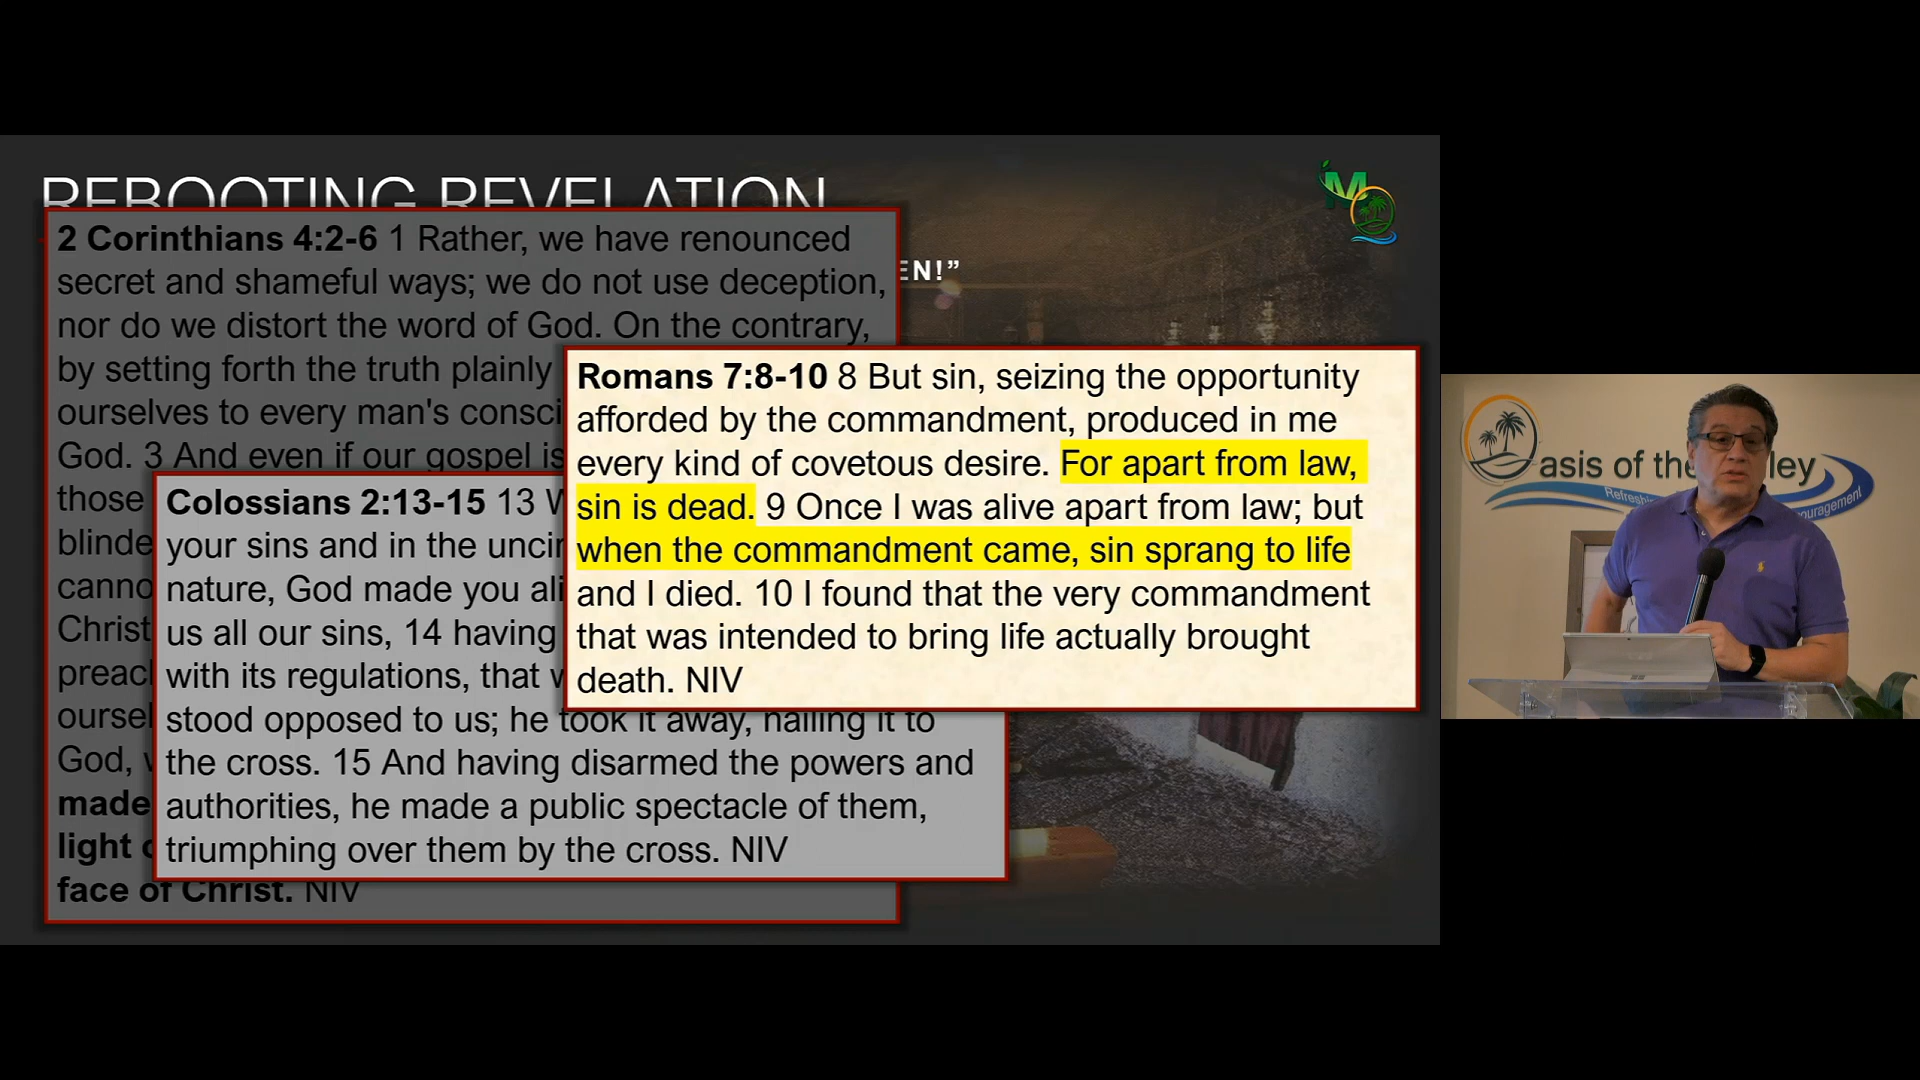 REBOOTING REVELATION
EN!”
2 Corinthians 4:2-6 1 Rather, we have renounced
secret and shameful ways; we do not use deception,
nor do we distort the word of God. On the contrary,
by setting forth the truth plainly
ourselves to every man's consci
God. 3 And even if our gospel is
those
blinde
canno
Christ
preac
oursel
God,
made
light
face of Christ. NIV
Colossians 2:13-15 13 W
your sins and in the uncir
nature, God made you ali
us all our sins, 14 having
with its regulations, that w
stood opposed to us; he took it away, nailing it to
the cross. 15 And having disarmed the powers and
authorities, he made a public spectacle of them,
triumphing over them by the cross. NIV
Romans 7:8-10 8 But sin, seizing the opportunity
afforded by the commandment, produced in me
every kind of covetous desire. For apart from law,
sin is dead. 9 Once I was alive apart from law; but
when the commandment came, sin sprang to life
and I died. 10 I found that the very commandment
that was intended to bring life actually brought
death. NIV
M
asis of the ley
Refreshi
ouragement